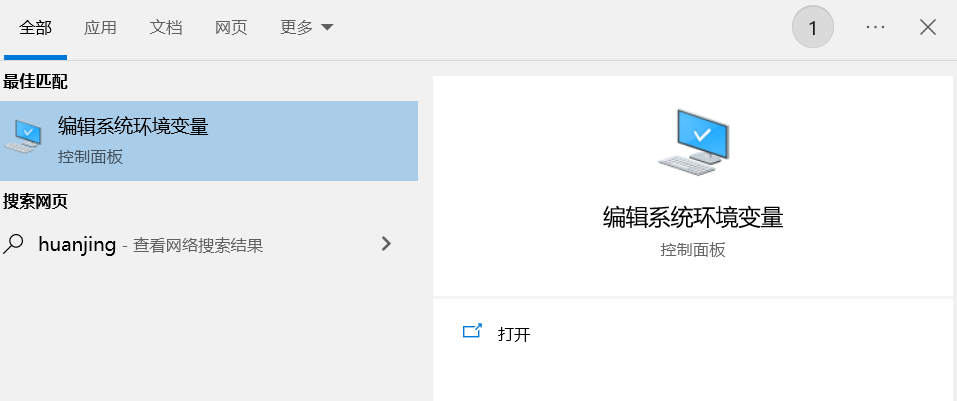 全部 应用 文档 网页 更多 1 ...
最佳匹配
编辑系统环境变量
控制面板
搜索网页
huanjing - 查看网络搜索结果
编辑系统环境变量
控制面板
打开